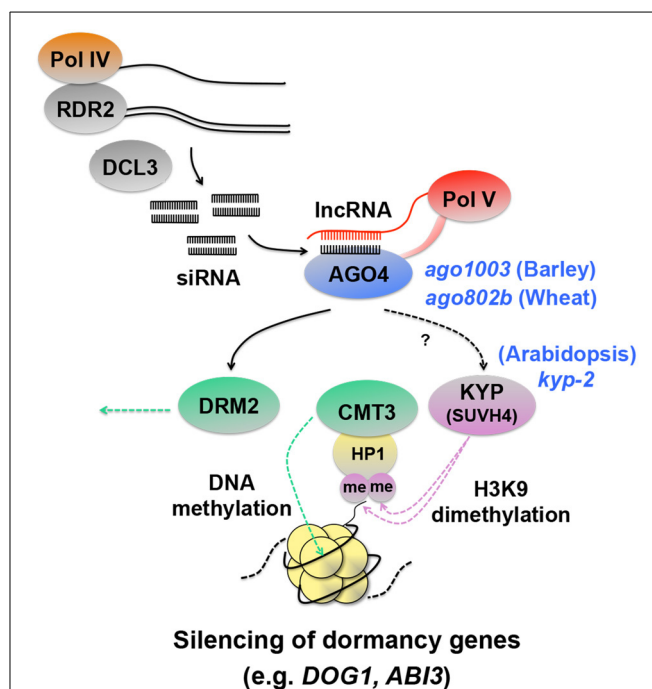 Pol IV
RDR2
DCL3
siRNA
lncRNA
Pol V
AGO4
ago1003 (Barley)
ago802b (Wheat)
?
(Arabidopsis)
kyp-2
DRM2
CMT3
KYP
(SUVH4)
HP1
me me
DNA
methylation
H3K9
dimethylation
Silencing of dormancy genes
(e.g. DOG1, ABI3)